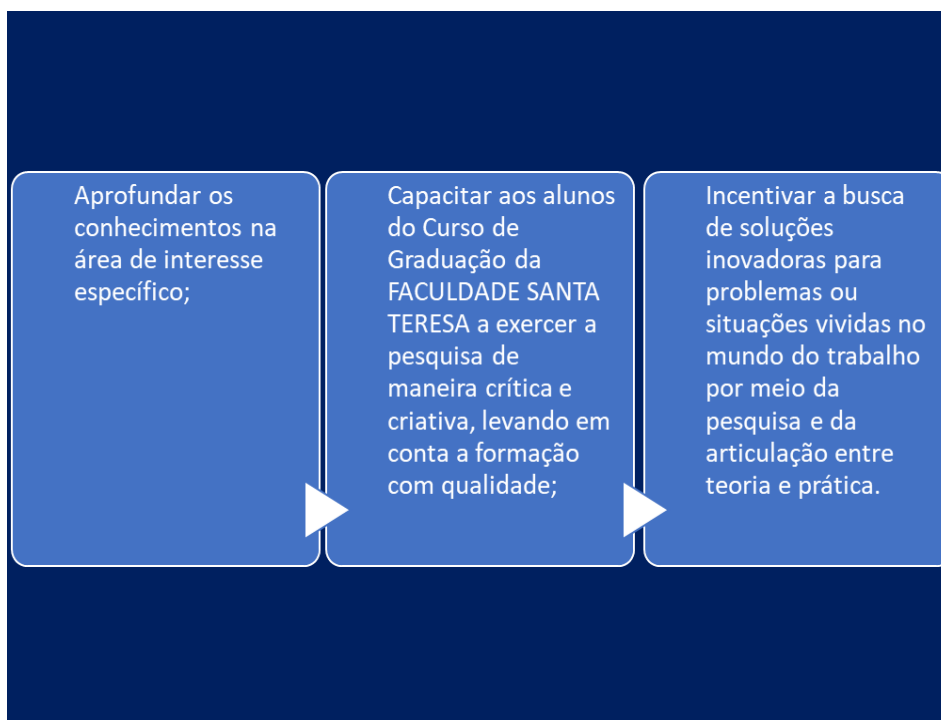 Aprofundar os
conhecimentos na
área de interesse
específico;
Capacitar aos alunos
do Curso de
Graduação da
FACULDADE SANTA
TERESA a exercer a
pesquisa de
maneira crítica e
criativa, levando em
conta a formação
com qualidade;
Incentivar a busca
de soluções
inovadoras para
problemas ou
situações vividas no
mundo do trabalho
por meio da
pesquisa e da
articulação entre
teoria e prática.